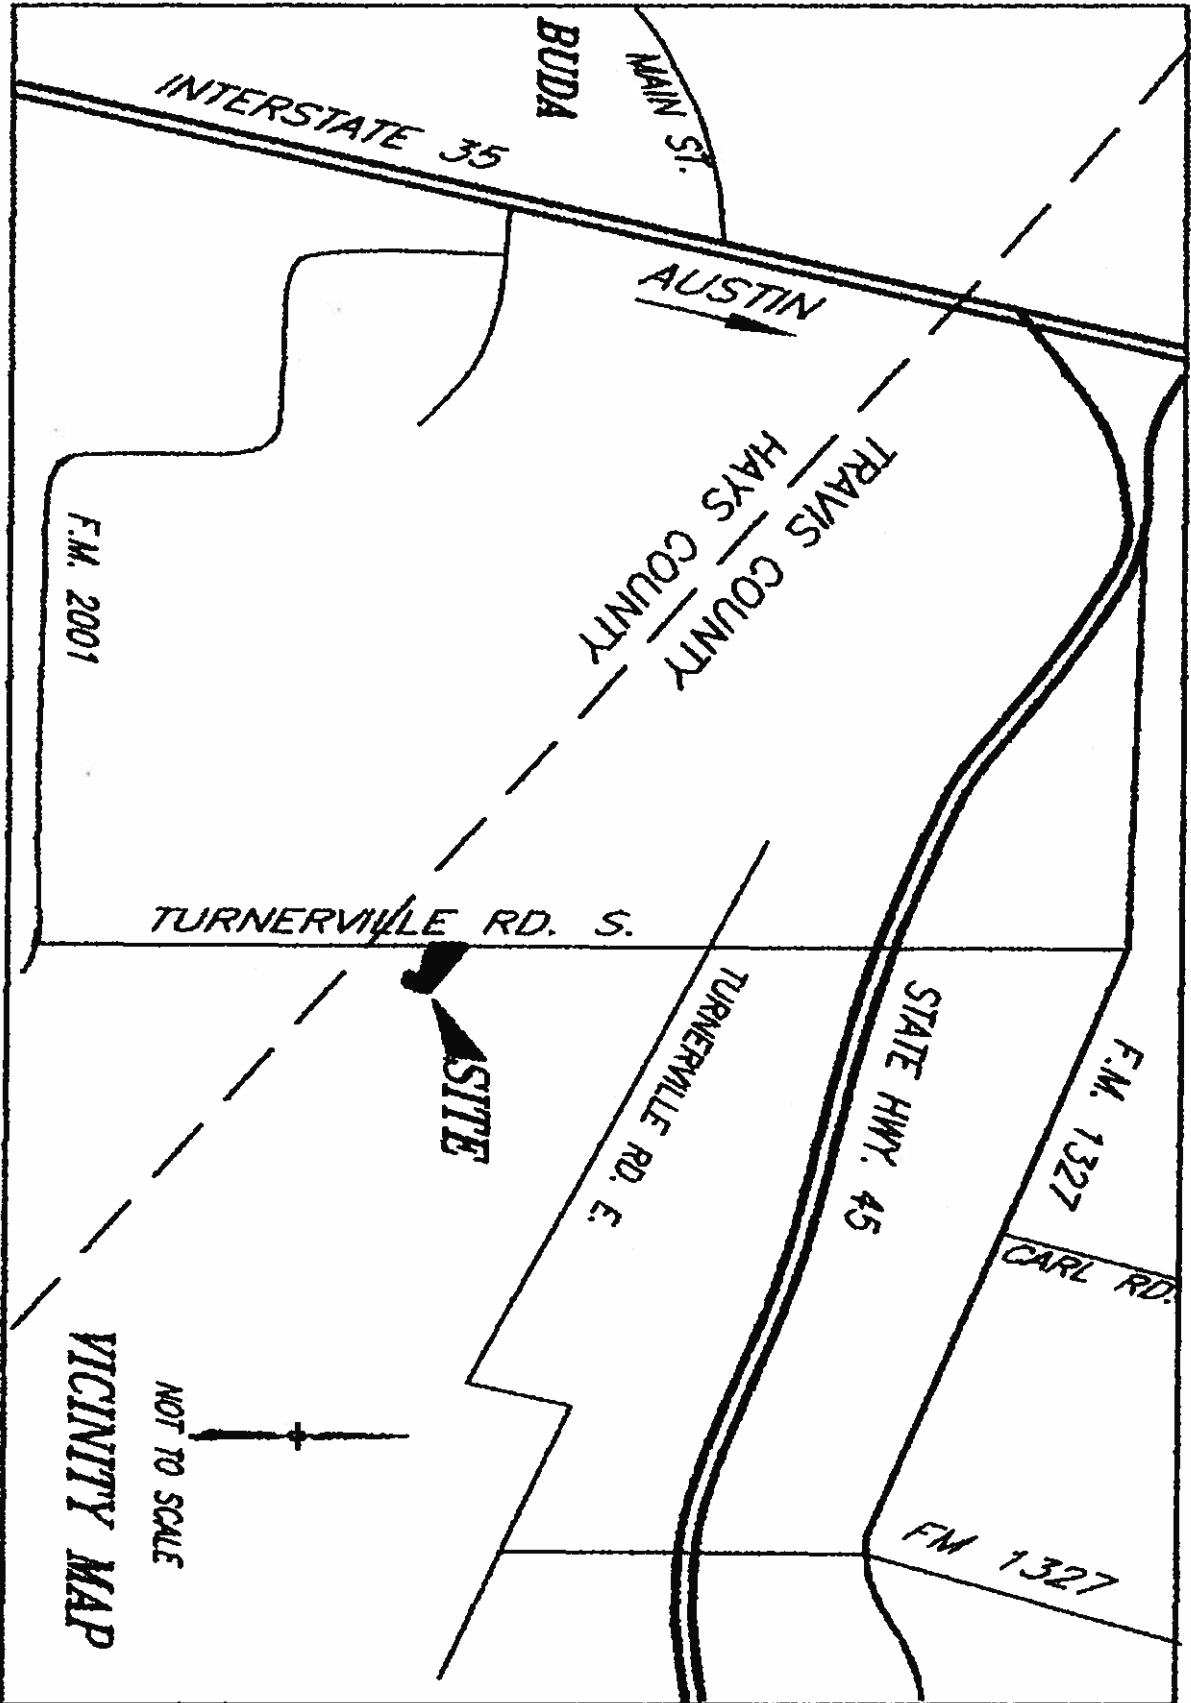 BUDA
MAIN ST.
INTERSTATE 35
AUSTIN
TRAVIS COUNTY
HAYS COUNTY
F.M. 2001
TURNERVILLE RD. S.
SITE
TURNERVILLE RD. E.
STATE HWY. 45
F.M. 1327
CARL RD.
FM 1327
NOT TO SCALE
VICINITY MAP